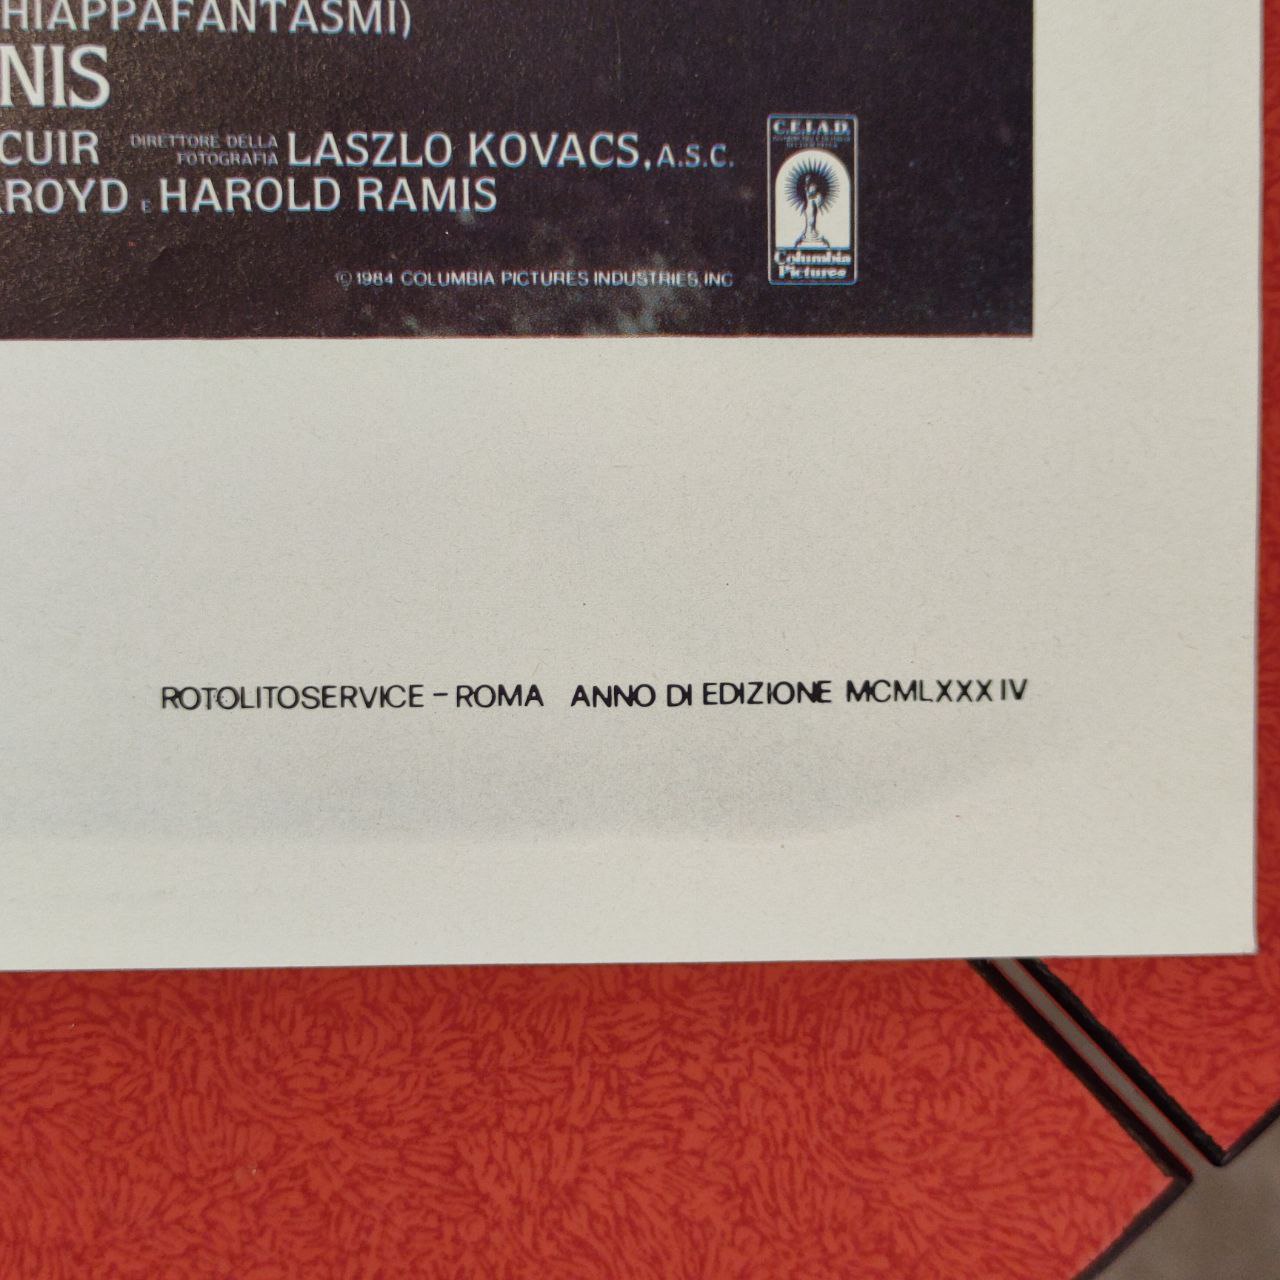 HIAPPAFANTASMI)
NIS
CUIR DIRETTORE DELLA FOTOGRAFIA LASZLO KOVACS, A.S.C.
ROYD E HAROLD RAMIS
© 1984 COLUMBIA PICTURES INDUSTRIES, INC
C.E.I.A.D.
Columbia
Pictures
ROTOLITOSERVICE - ROMA ANNO DI EDIZIONE MCMLXXXIV